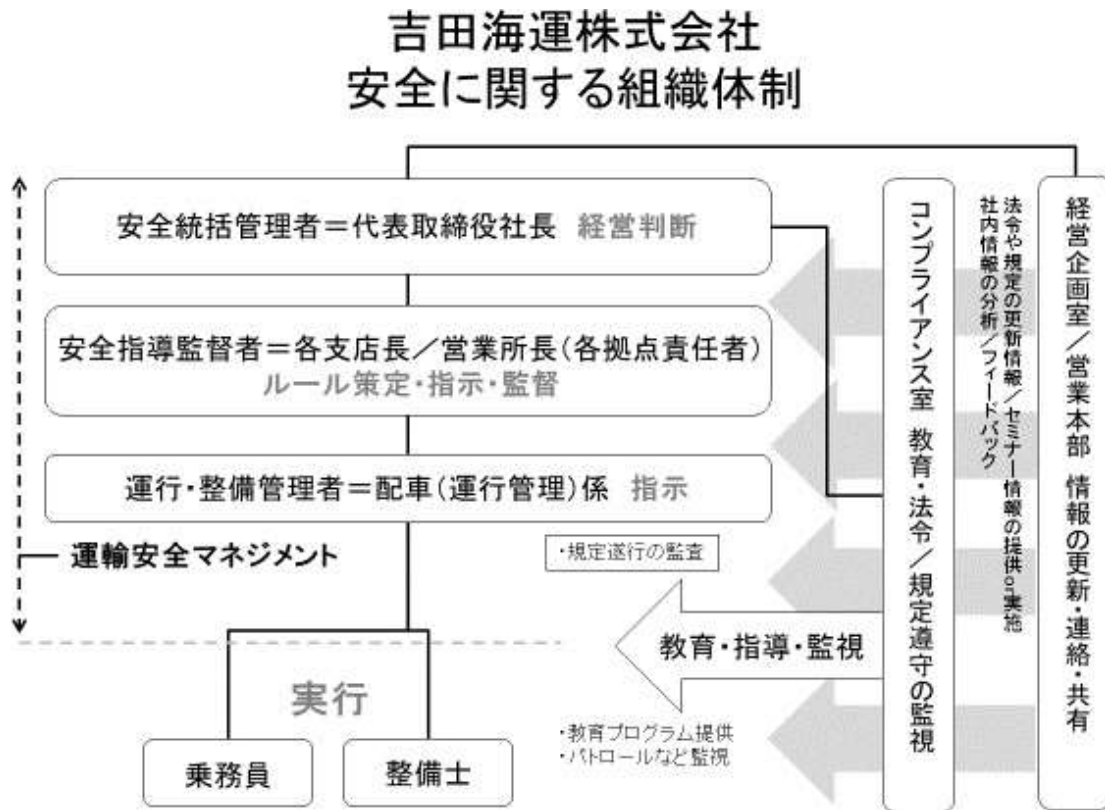 吉田海運株式会社
安全に関する組織体制
安全統括管理者＝代表取締役社長 経営判断
安全指導監督者＝各支店長／営業所長(各拠点責任者)
ルール策定・指示・監督
運行・整備管理者＝配車(運行管理)係 指示
運輸安全マネジメント
実行
乗務員
整備士
・規定遂行の監査
教育・指導・監視
・教育プログラム提供
・パトロールなど監視
コンプライアンス室 教育・法令／規定遵守の監視
法令や規定の更新情報／セミナー情報の提供or実施
社内情報の分析／フィードバック
経営企画室／営業本部 情報の更新・連絡・共有